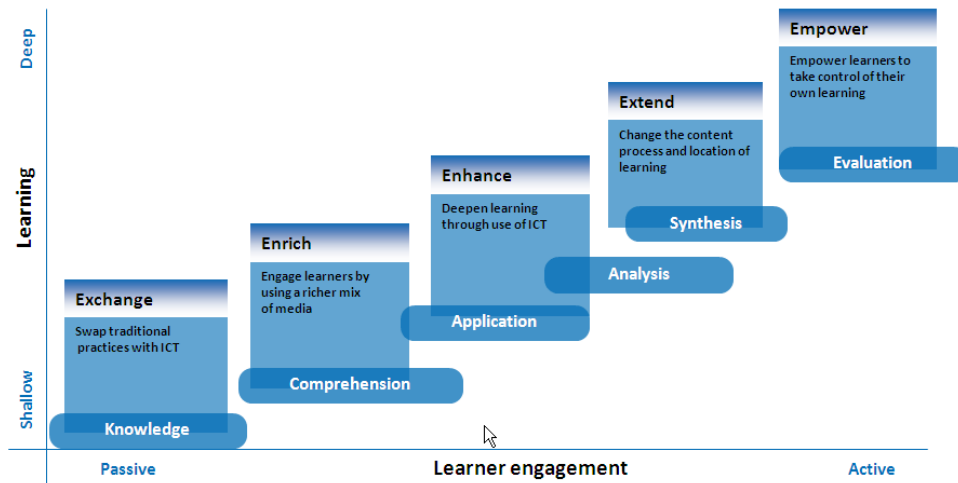 Deep
Learning
Shallow
Exchange
Swap traditional
practices with ICT
Knowledge
Enrich
Engage learners by
using a richer mix
of media
Comprehension
Enhance
Deepen learning
through use of ICT
Application
Analysis
Extend
Change the content
process and location of
learning
Synthesis
Empower
Empower learners to
take control of their
own learning
Evaluation
Passive
Learner engagement
Active